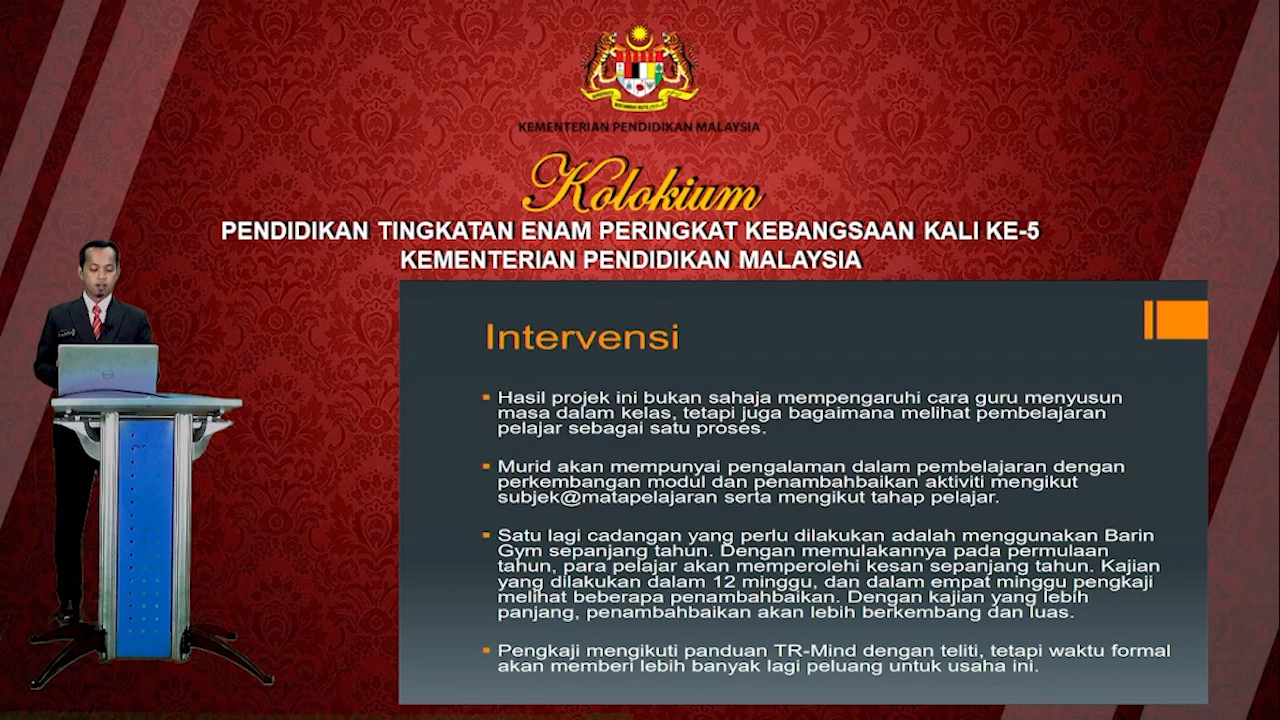 KEMENTERIAN PENDIDIKAN MALAYSIA
Kolokium
PENDIDIKAN TINGKATAN ENAM PERINGKAT KEBANGSAAN KALI KE-5
KEMENTERIAN PENDIDIKAN MALAYSIA
Intervensi
Hasil projek ini bukan sahaja mempengaruhi cara guru menyusun
masa dalam kelas, tetapi juga bagaimana melihat pembelajaran
pelajar sebagai satu proses.
Murid akan mempunyai pengalaman dalam pembelajaran dengan
perkembangan modul dan penambahbaikan aktiviti mengikut
subjek@matapelajaran serta mengikut tahap pelajar.
Satu lagi cadangan yang perlu dilakukan adalah menggunakan Barin
Gym sepanjang tahun. Dengan memulakannya pada permulaan
tahun, para pelajar akan memperolehi kesan sepanjang tahun. Kajian
yang dilakukan dalam 12 minggu, dan dalam empat minggu pengkaji
melihat beberapa penambahbaikan. Dengan kajian yang lebih
panjang, penambahbaikan akan lebih berkembang dan luas.
Pengkaji mengikuti panduan TR-Mind dengan teliti, tetapi waktu formal
akan memberi lebih banyak lagi peluang untuk usaha ini.